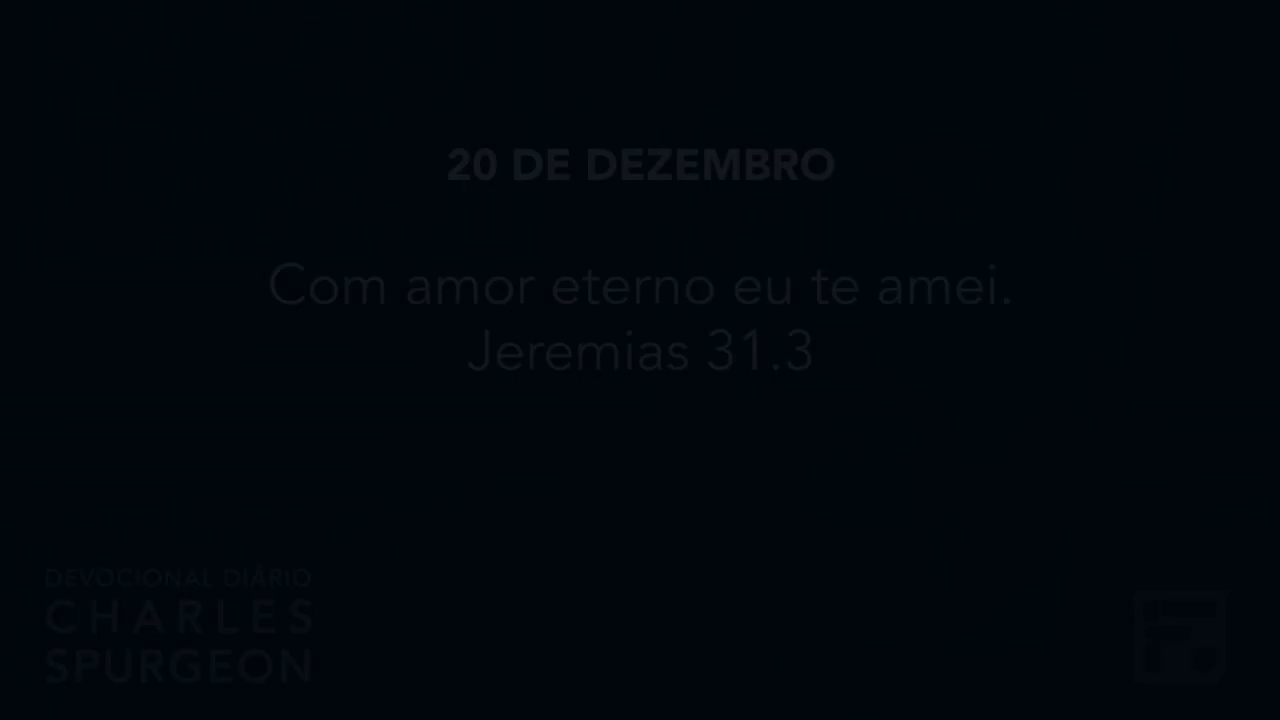 20 DE DEZEMBRO
Com amor eterno eu te amei.
Jeremias 31.3
DEVOCIONAL DIÁRIO
CHARLES
SPURGEON